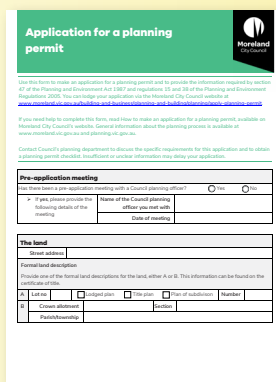 Application for a planning
permit
Moreland
City Council
Use this form to make an application for a planning permit and to provide the information required by section
47 of the Planning and Environment Act 1987 and regulations 15 and 38 of the Planning and Environment
Regulations 2005. You can lodge your application via the Moreland City Council website at
www.moreland.vic.gov.au/building-and-business/planning-and-building/planning/apply-planning-permit
If you need help to complete this form, read How to make an application for a planning permit, available on
Moreland City Council's website. General information about the planning process is available at
www.moreland.vic.gov.au and planning.vic.gov.au.
Contact Council's planning department to discuss the specific requirements for this application and to obtain
a planning permit checklist. Insufficient or unclear information may delay your application.
Pre-application meeting
Has there been a pre-application meeting with a Council planning officer? Yes No
➤ If yes, please provide the
following details of the
meeting.
Name of the Council planning
officer you met with
Date of meeting
The land
Street address
Formal land description
Provide one of the formal land descriptions for the land, either A or B. This information can be found on the
certificate of title.
A Lot no Lodged plan Title plan Plan of subdivision Number
B Crown allotment Section
Parish/township